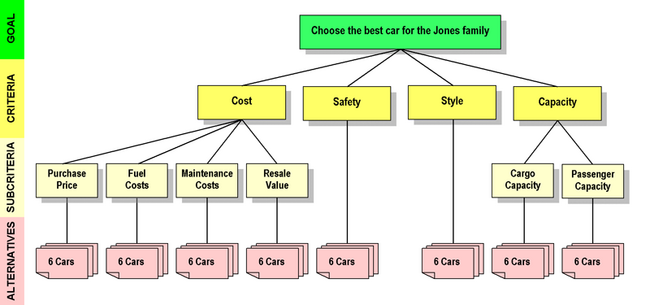 GOAL
Choose the best car for the Jones family
CRITERIA
Cost
Safety
Style
Capacity
SUBCRITERIA
Purchase
Price
Fuel
Costs
Maintenance
Costs
Resale
Value
Cargo
Capacity
Passenger
Capacity
ALTERNATIVES
6 Cars
6 Cars
6 Cars
6 Cars
6 Cars
6 Cars
6 Cars
6 Cars